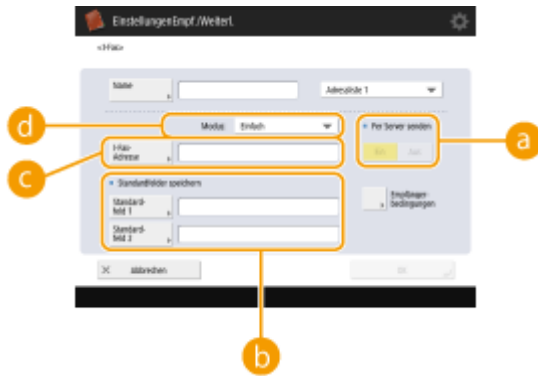 Einstellungen Empf./Weiterl.
<I-Fax>
Name
Adressliste 1
d
Modus Einfach
Per Server senden
a
Ein Aus
c
I-Fax-
Adresse
Standardfelder speichern
Standard-
feld 1
Empfänger-
bedingungen
Standard-
feld 2
Abbrechen
OK
b